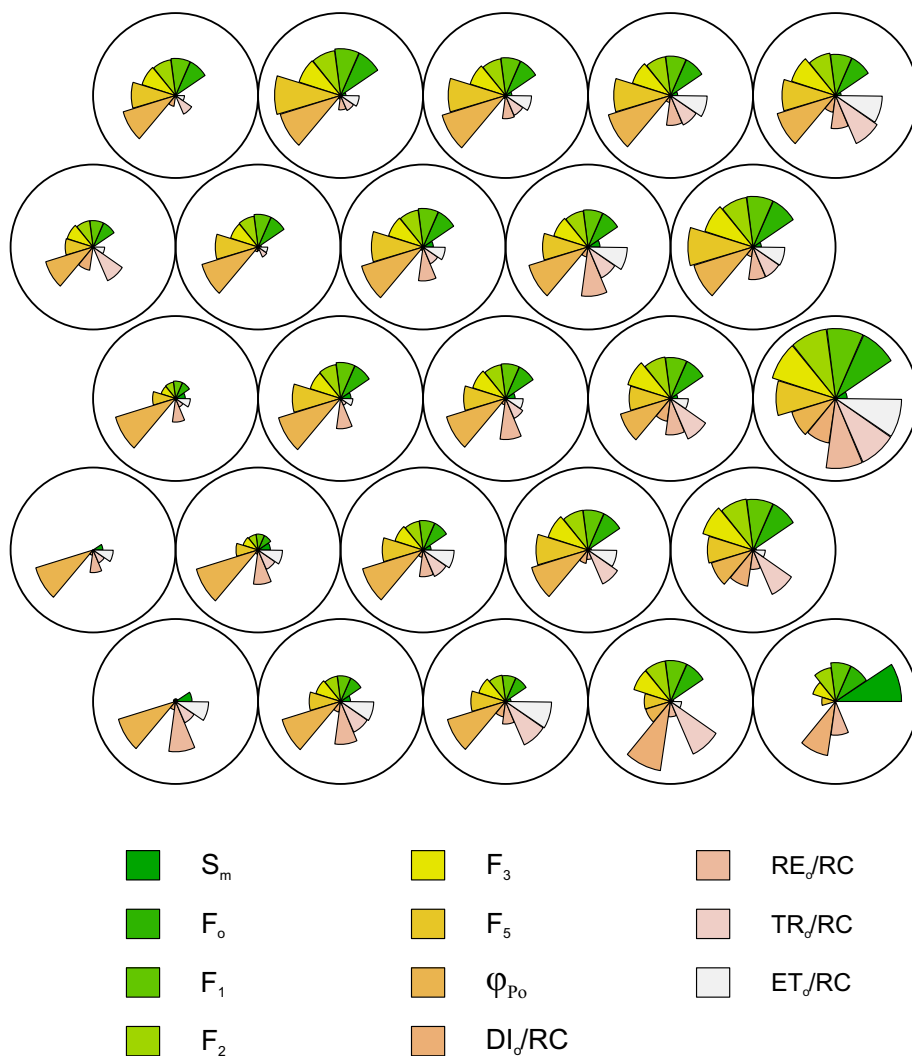 Sₘ F₃ REₒ/RC
Fₒ F₅ TRₒ/RC
F₁ φPₒ ETₒ/RC
F₂ DIₒ/RC